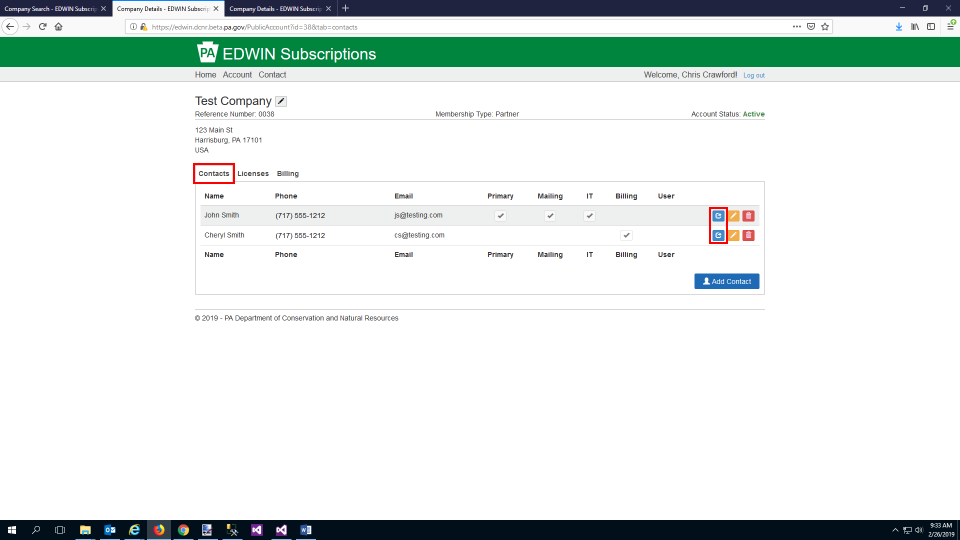 Company Search - EDWIN Subscrip
Company Details - EDWIN Subscrip
Company Details - EDWIN Subscrip
https://edwin.dcnr.beta.pa.gov/PublicAccount?id=38&tab=contacts
PA EDWIN Subscriptions
Home Account Contact Welcome, Chris Crawford! Log out
Test Company
Reference Number: 0038 Membership Type: Partner Account Status: Active
123 Main St
Harrisburg, PA 17101
USA
Contacts Licenses Billing
Name Phone Email Primary Mailing IT Billing User
John Smith (717) 555-1212 js@testing.com
Cheryl Smith (717) 555-1212 cs@testing.com
Name Phone Email Primary Mailing IT Billing User
Add Contact
© 2019 - PA Department of Conservation and Natural Resources
9:33 AM
2/26/2019